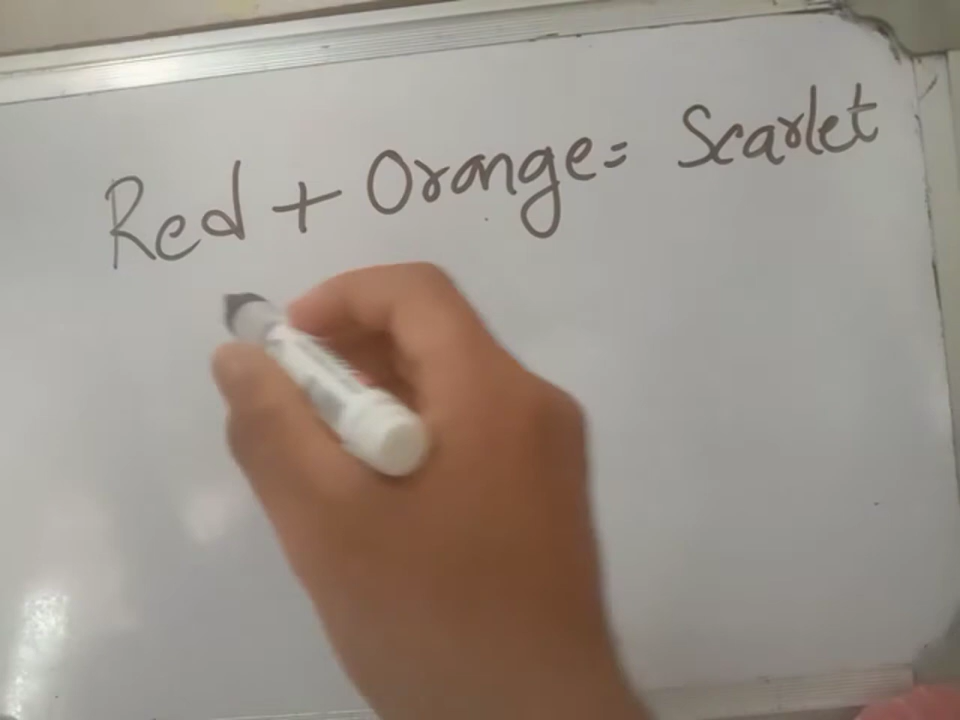 Red + Orange = Scarlet